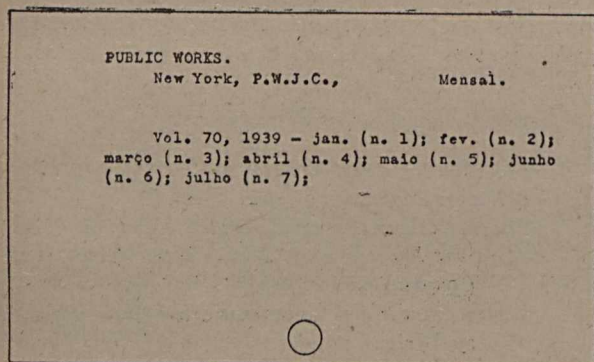 PUBLIC WORKS.
New York, P.W.J.C., Mensal.
Vol. 70, 1939 - jan. (n. 1); fev. (n. 2);
março (n. 3); abril (n. 4); maio (n. 5); junho
(n. 6); julho (n. 7);